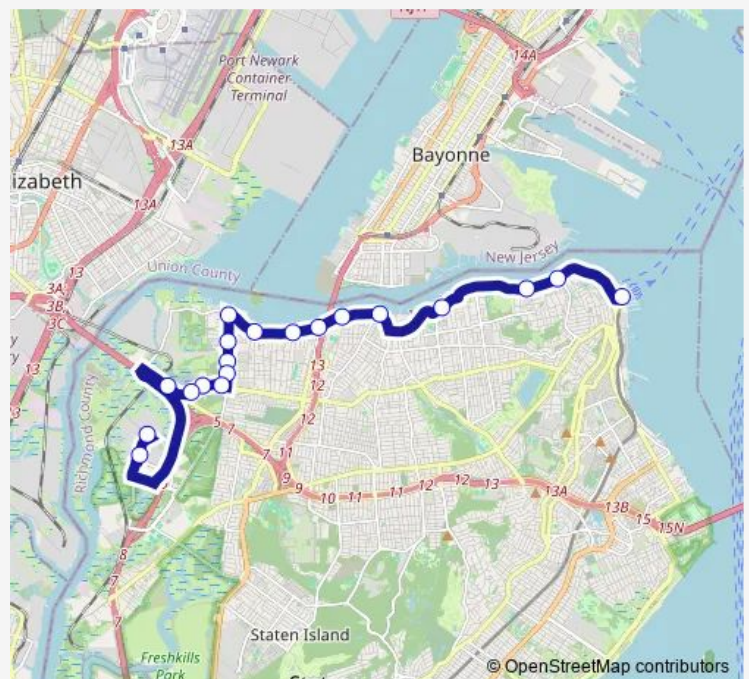 14A
Port Newark
Container
Terminal
13A
Bayonne
izabeth
13A
New Jersey
Union County
13
3A
3B
3C
13
13
12
Richmond County
12
5
7
7
11
11
9
9
10
11
11
12
12
13
13A
13B
15
15N
8
7
7
Staten Island
Freshkills
Park
© OpenStreetMap contributors